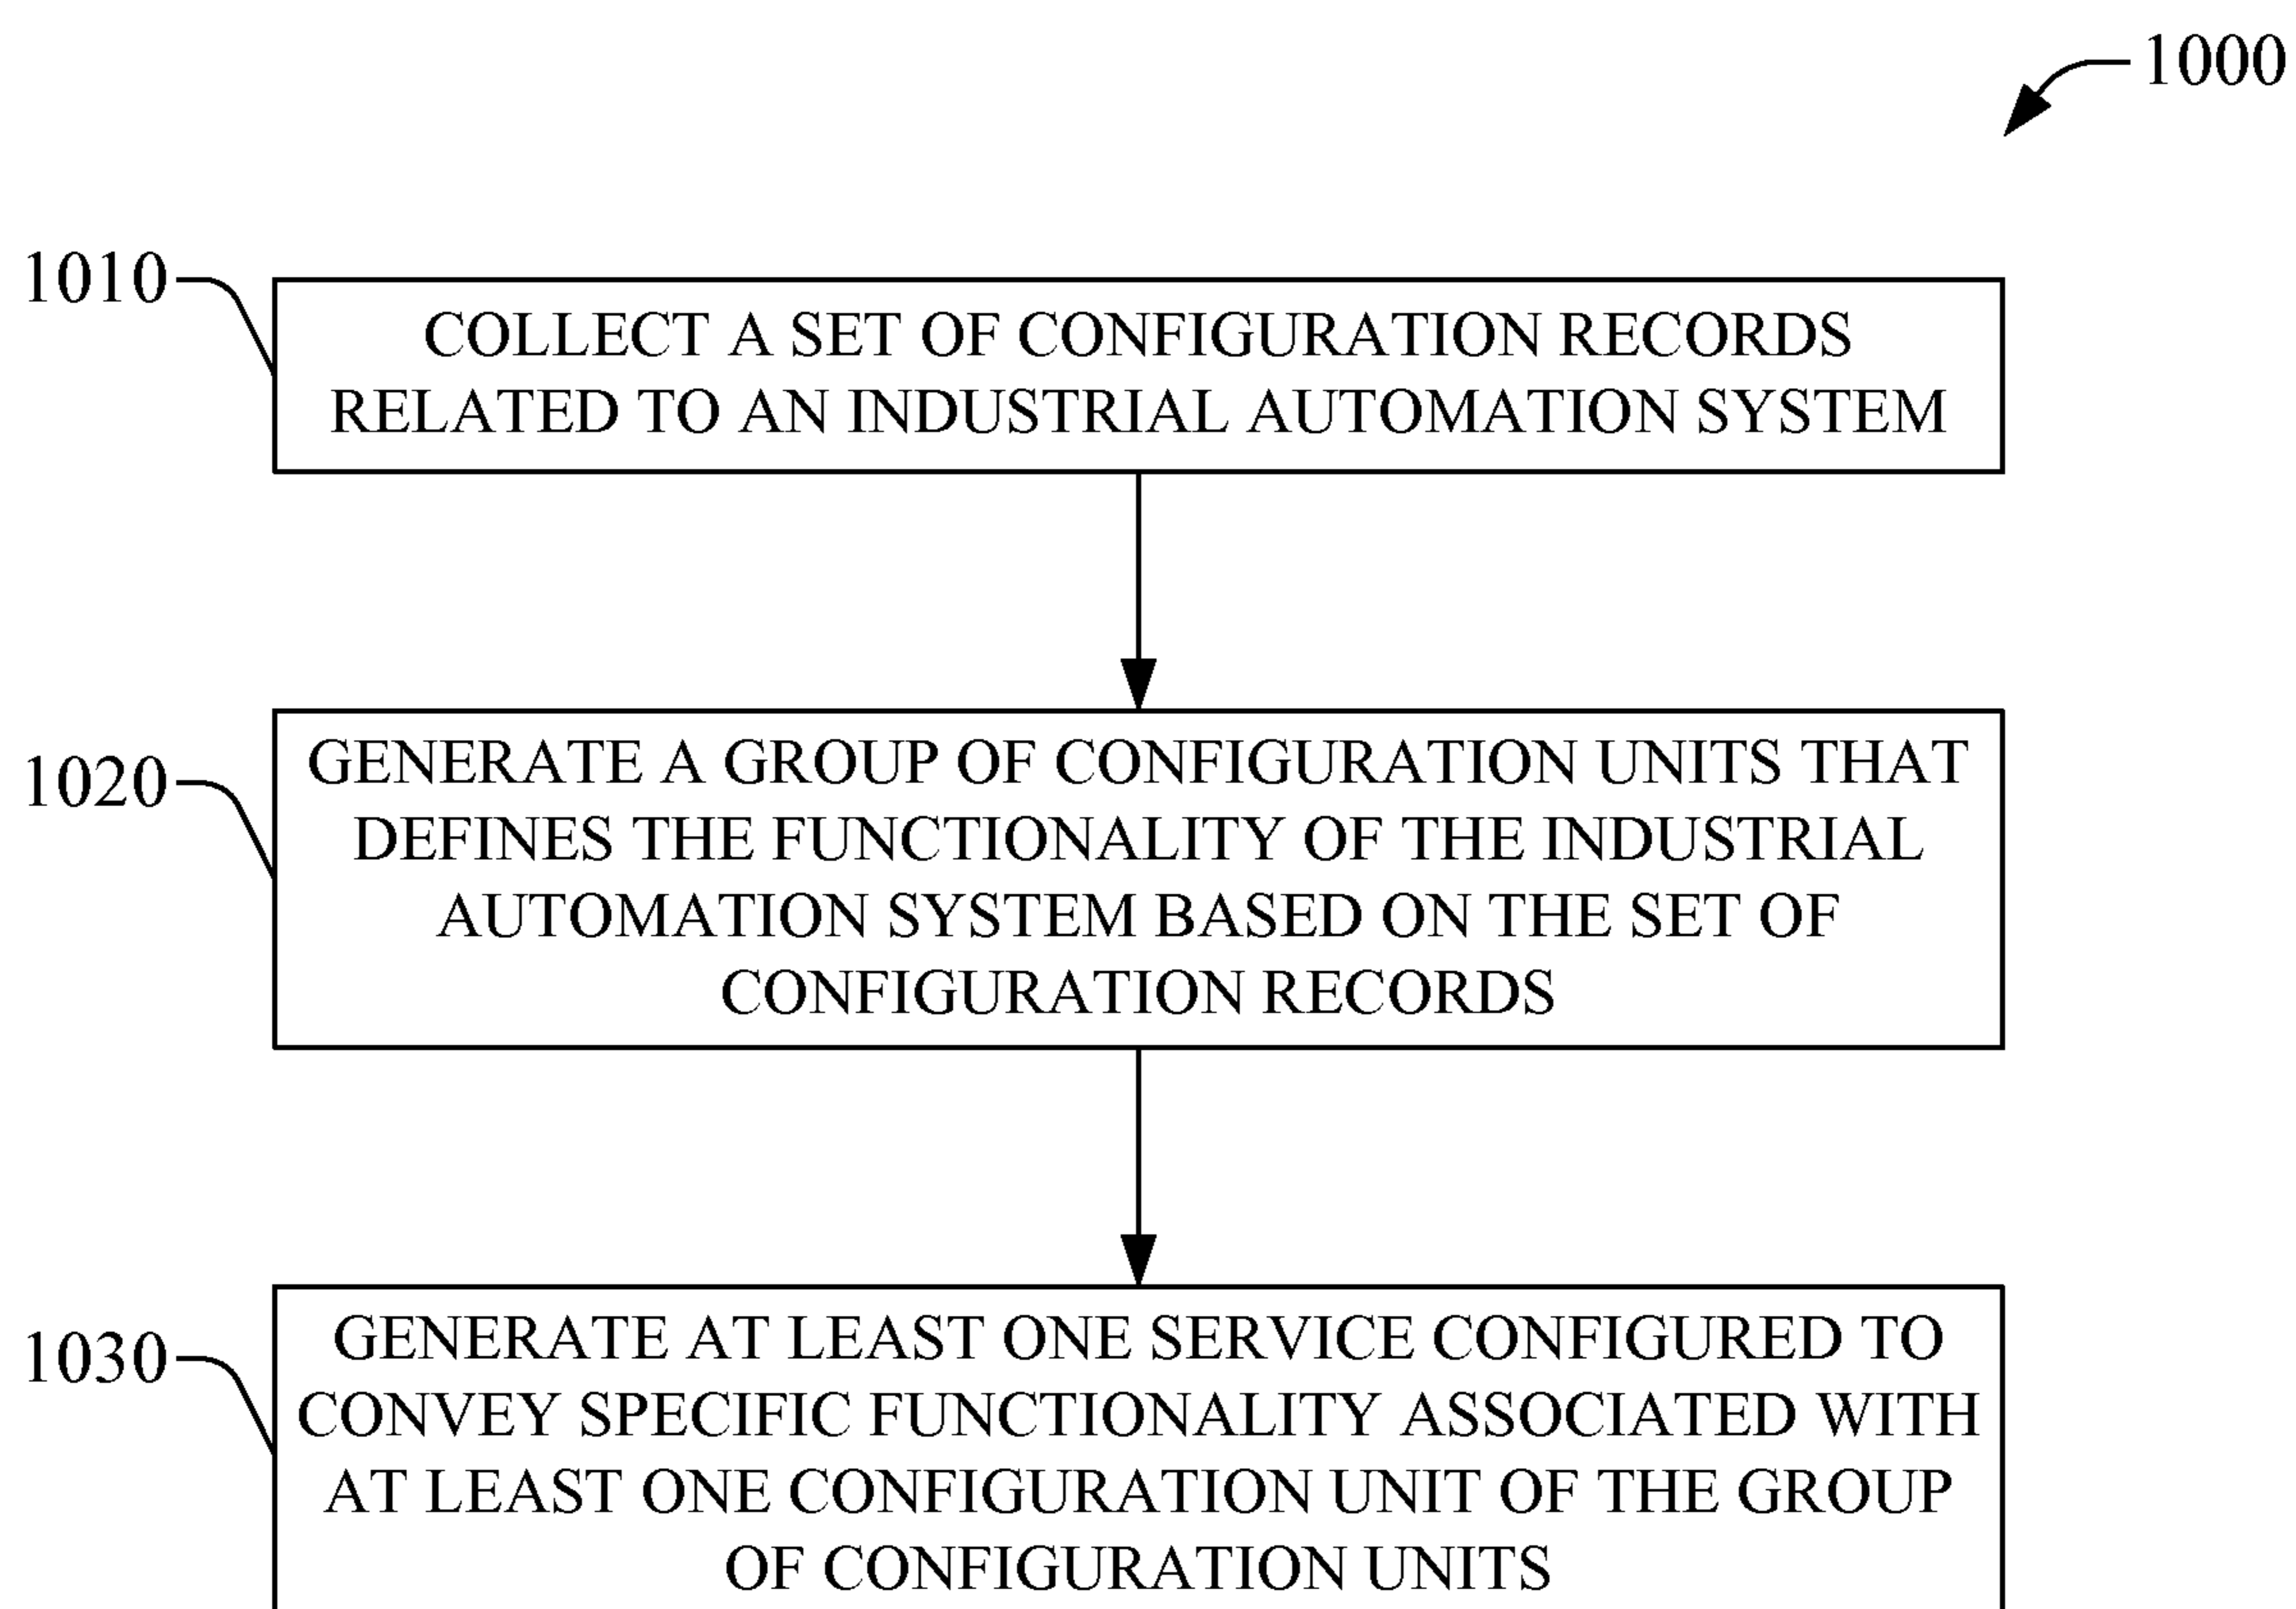 1000
1010
COLLECT A SET OF CONFIGURATION RECORDS
RELATED TO AN INDUSTRIAL AUTOMATION SYSTEM
1020
GENERATE A GROUP OF CONFIGURATION UNITS THAT
DEFINES THE FUNCTIONALITY OF THE INDUSTRIAL
AUTOMATION SYSTEM BASED ON THE SET OF
CONFIGURATION RECORDS
1030
GENERATE AT LEAST ONE SERVICE CONFIGURED TO
CONVEY SPECIFIC FUNCTIONALITY ASSOCIATED WITH
AT LEAST ONE CONFIGURATION UNIT OF THE GROUP
OF CONFIGURATION UNITS